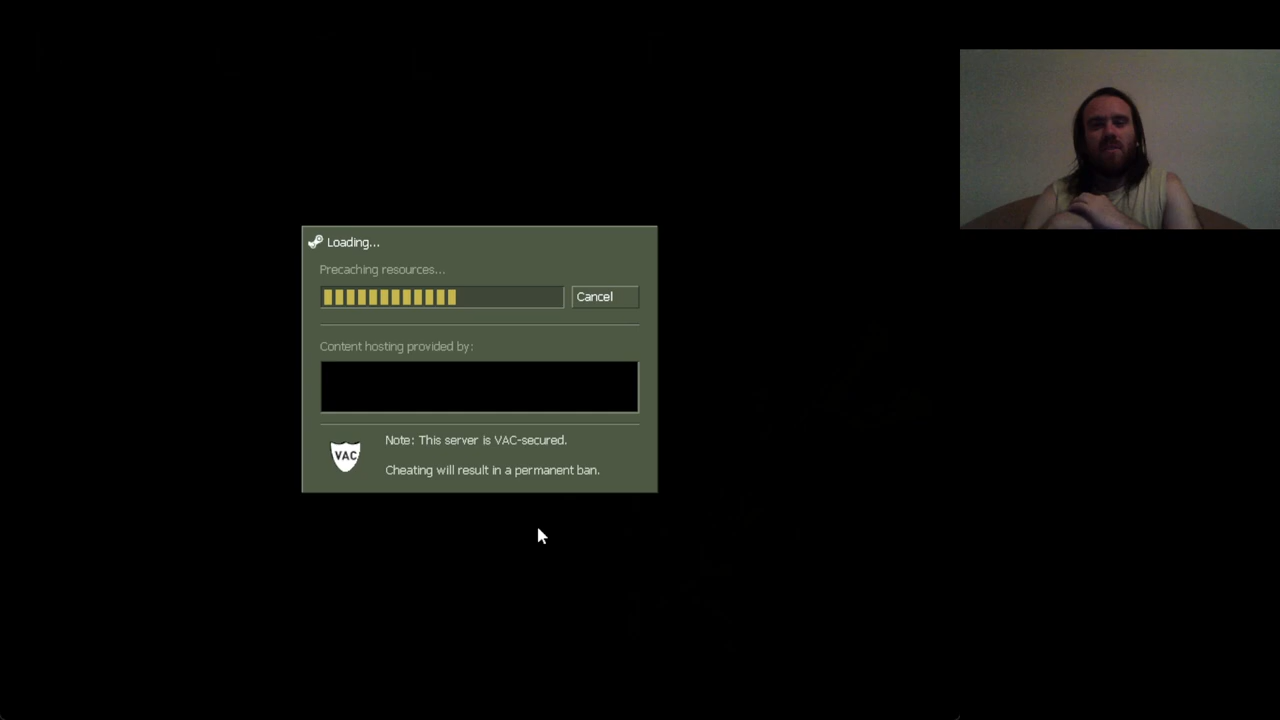 Loading...
Precaching resources...
Cancel
Content hosting provided by:
VAC
Note: This server is VAC-secured.
Cheating will result in a permanent ban.